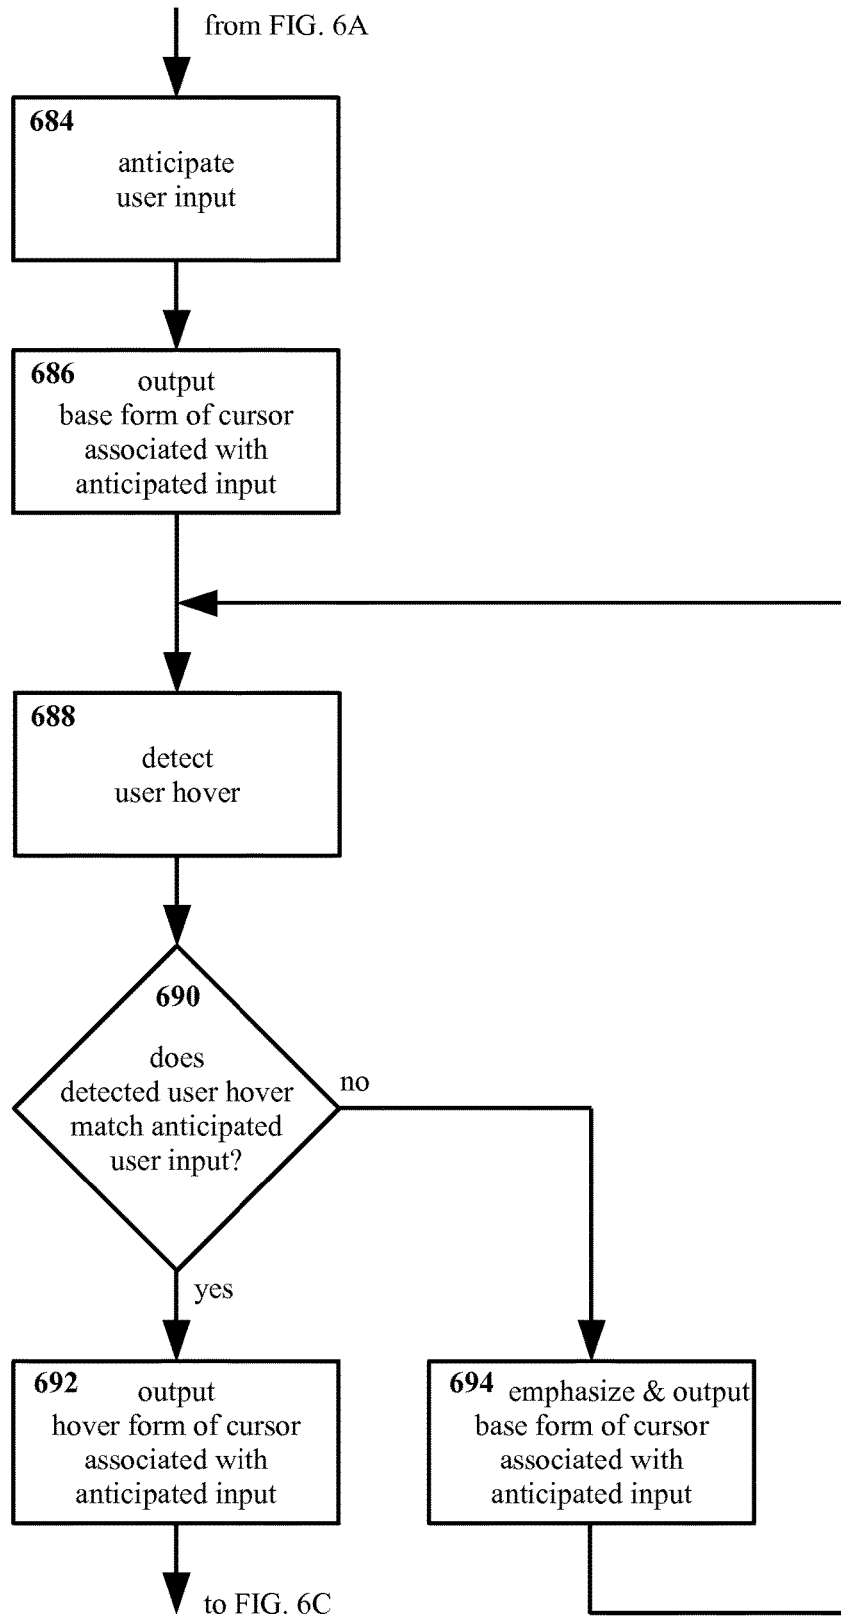 from FIG. 6A
684
anticipate
user input
686 output
base form of cursor
associated with
anticipated input
688
detect
user hover
690
does
detected user hover
match anticipated
user input?
no
yes
692 output
hover form of cursor
associated with
anticipated input
694 emphasize & output
base form of cursor
associated with
anticipated input
to FIG. 6C